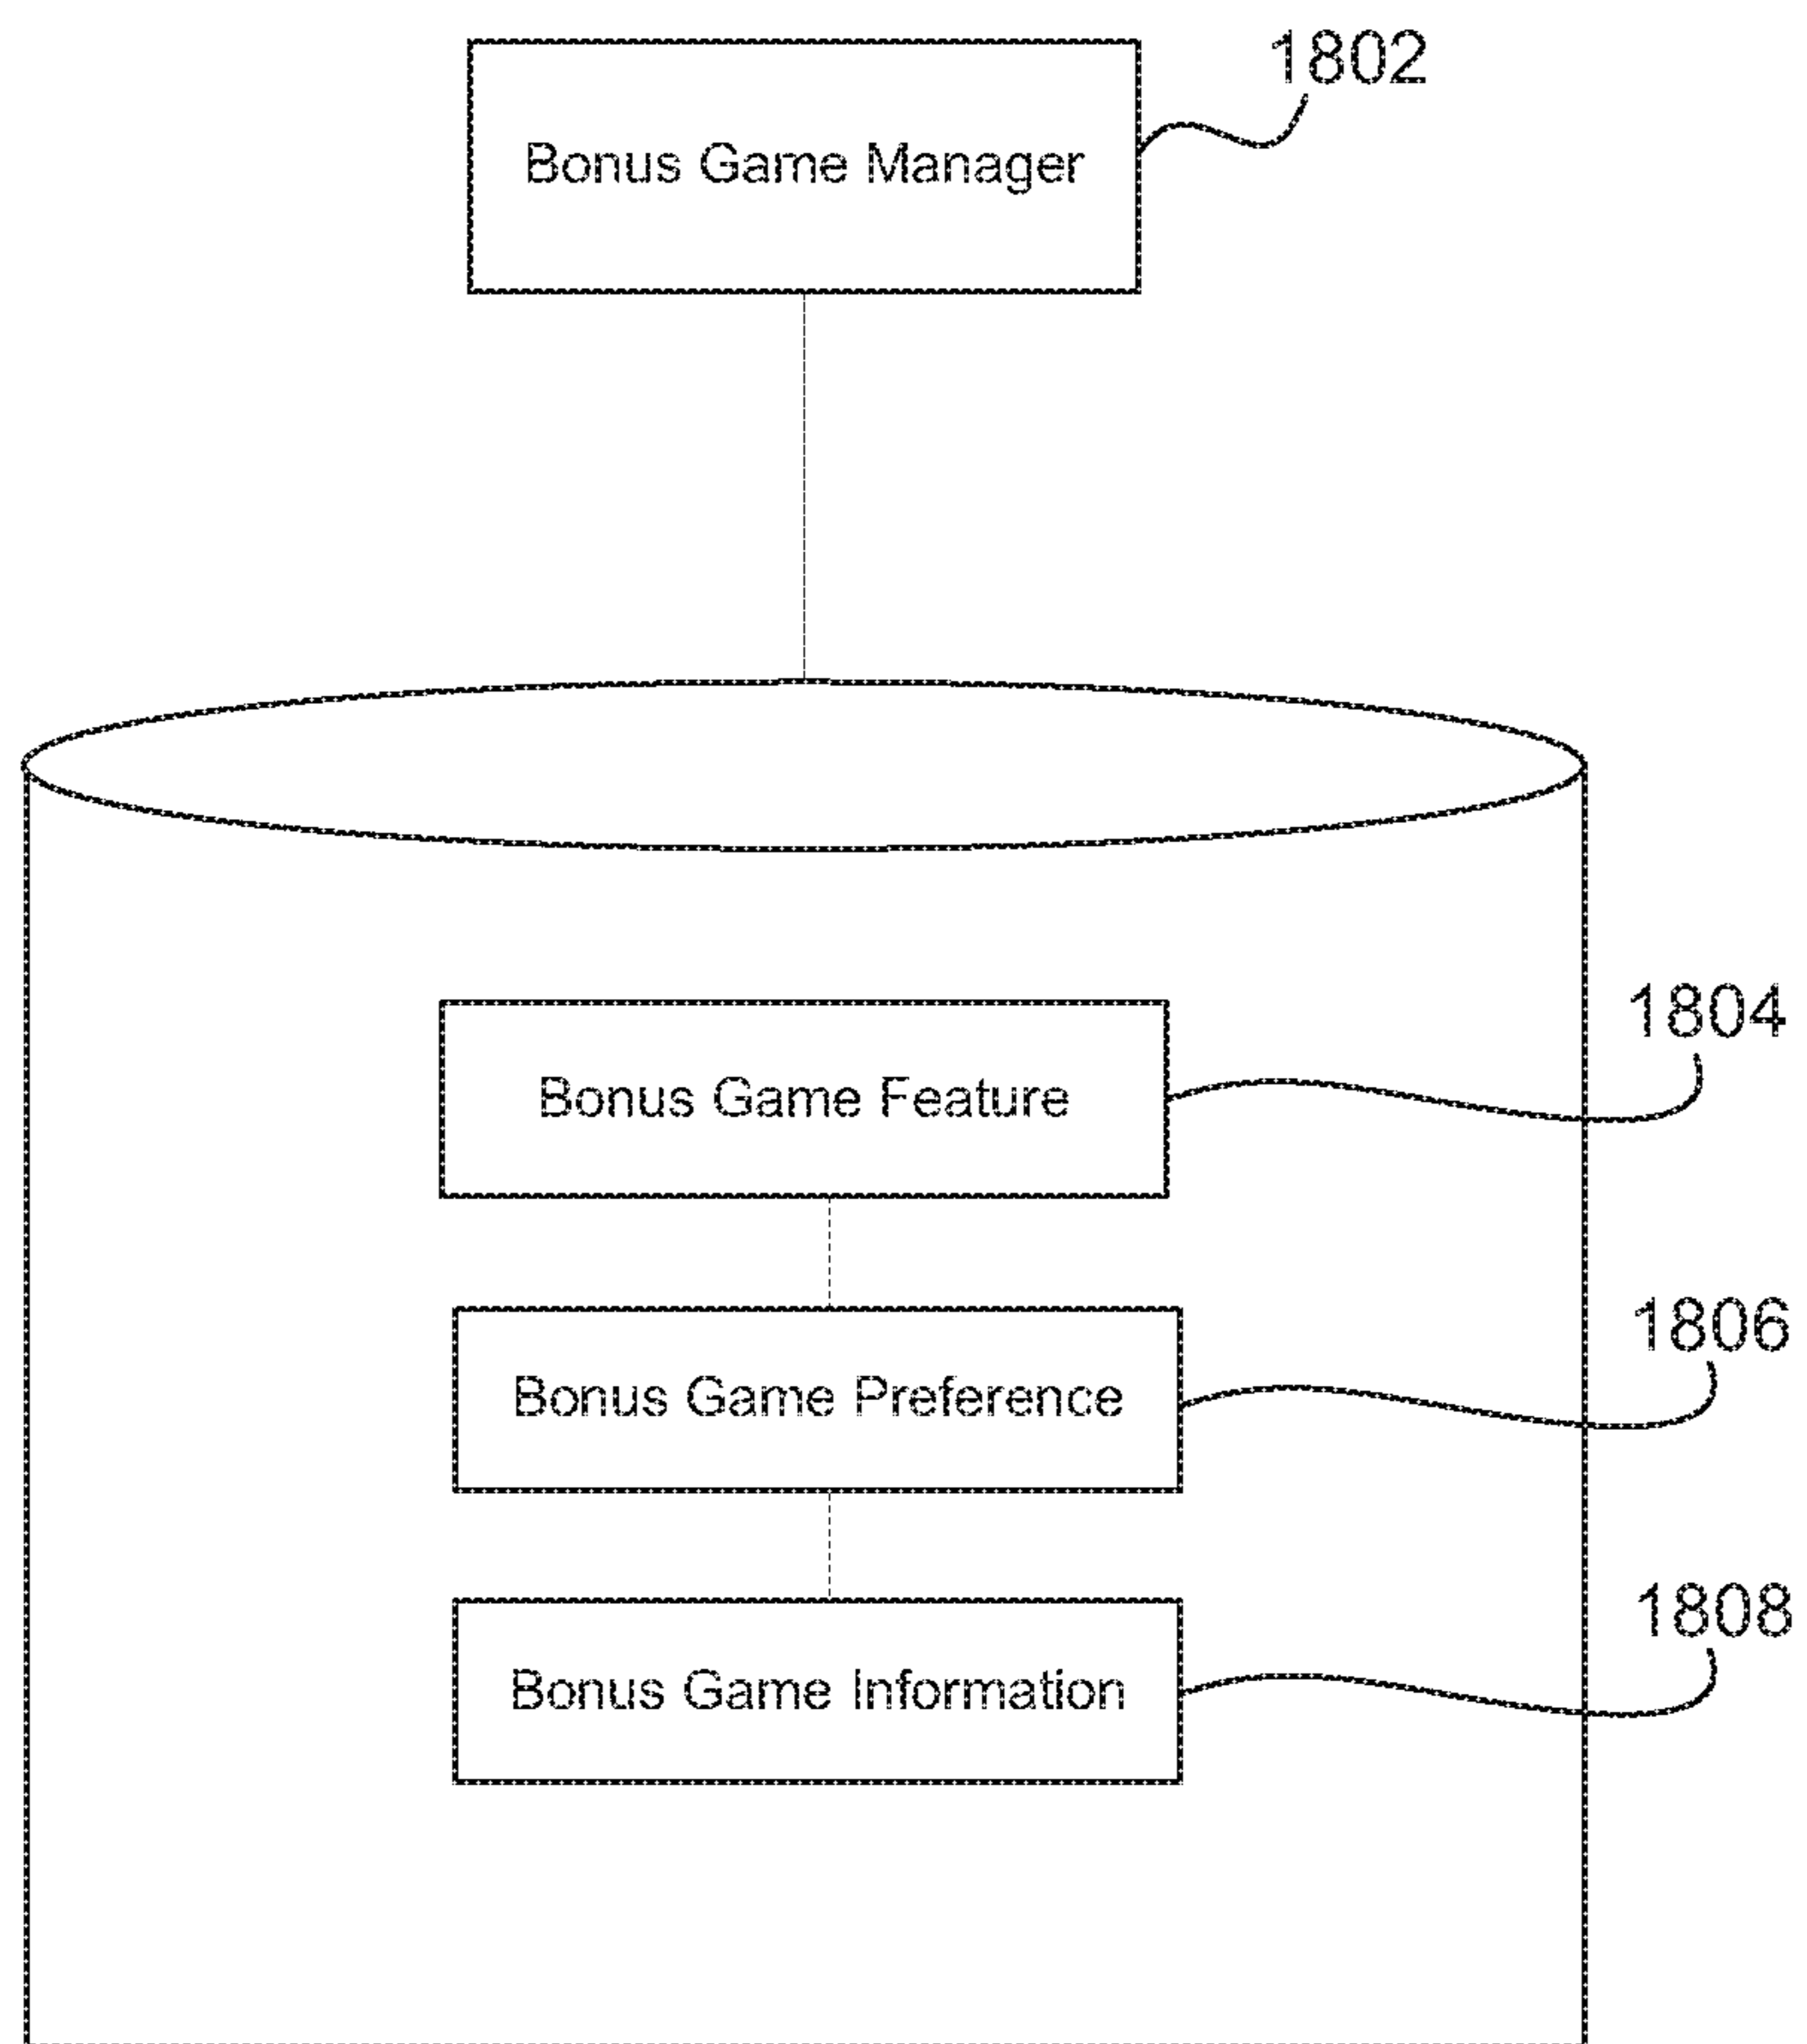 1802
Bonus Game Manager
1804
Bonus Game Feature
1806
Bonus Game Preference
1808
Bonus Game Information